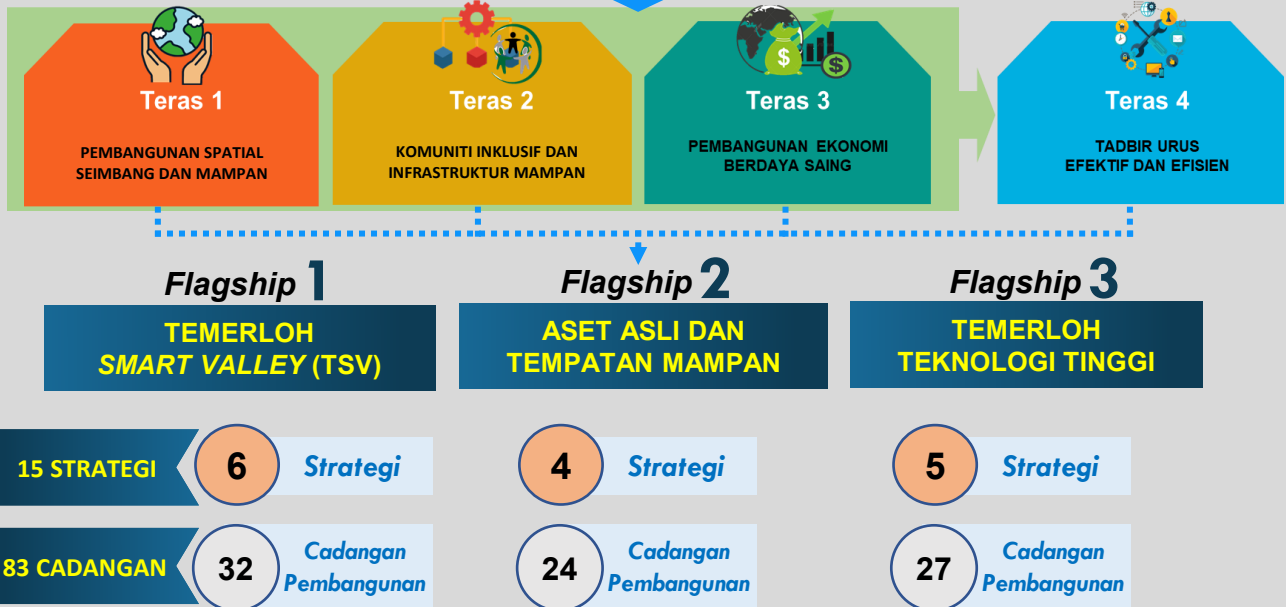 Teras 1
PEMBANGUNAN SPATIAL
SEIMBANG DAN MAMPAN
Teras 2
KOMUNITI INKLUSIF DAN
INFRASTRUKTUR MAMPAN
Teras 3
PEMBANGUNAN EKONOMI
BERDAYA SAING
Teras 4
TADBIR URUS
EFEKTIF DAN EFISIEN
Flagship 1
TEMERLOH
SMART VALLEY (TSV)
Flagship 2
ASET ASLI DAN
TEMPATAN MAMPAN
Flagship 3
TEMERLOH
TEKNOLOGI TINGGI
15 STRATEGI
6 Strategi
4 Strategi
5 Strategi
83 CADANGAN
32
Cadangan
Pembangunan
24
Cadangan
Pembangunan
27
Cadangan
Pembangunan